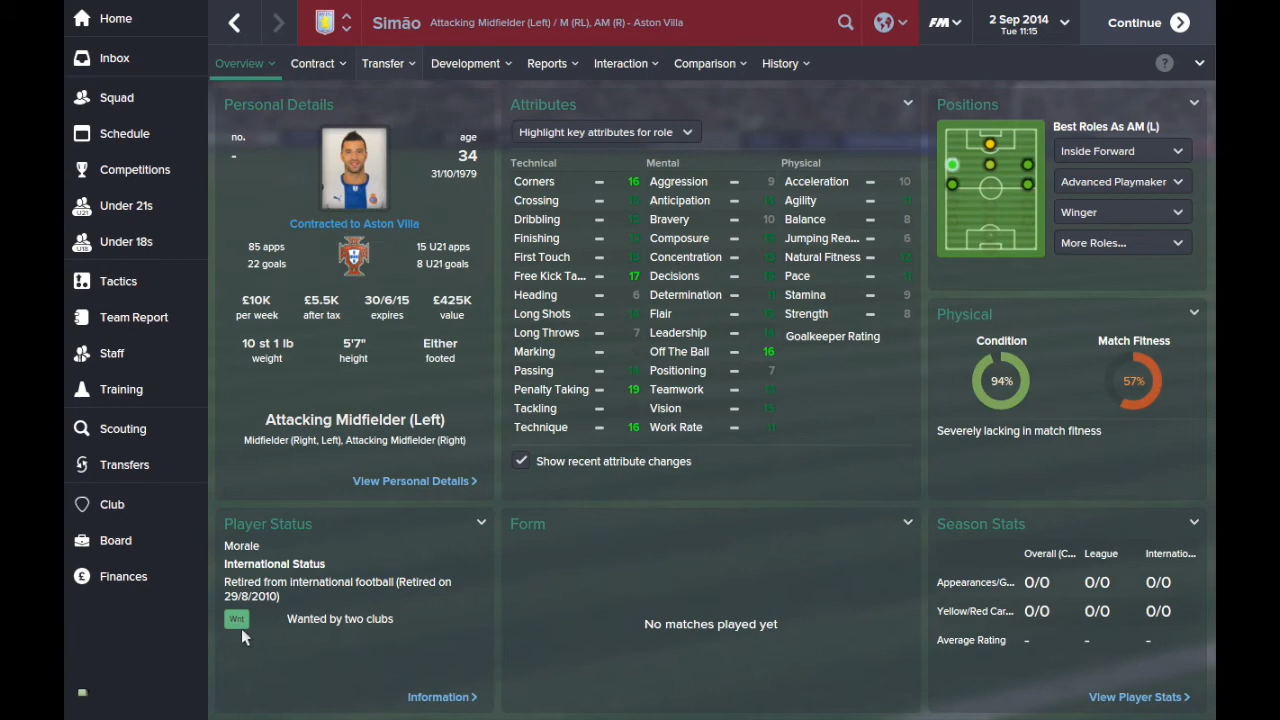 Home
Inbox
Squad
Schedule
Competitions
U21 Under 21s
U18 Under 18s
Tactics
Team Report
Staff
Training
Scouting
Transfers
Club
Board
Finances
Simão Attacking Midfielder (Left) / M (RL), AM (R) - Aston Villa
FM
2 Sep 2014
Tue 11:15
Continue
Overview Contract Transfer Development Reports Interaction Comparison History ?
Personal Details
no.
-
age
34
31/10/1979
Contracted to Aston Villa
85 apps
22 goals
15 U21 apps
8 U21 goals
£10K per week
£5.5K after tax
30/6/15 expires
£425K value
10 st 1 lb weight
5'7" height
Either footed
Attacking Midfielder (Left)
Midfielder (Right, Left), Attacking Midfielder (Right)
View Personal Details >
Attributes
Highlight key attributes for role
Technical Mental Physical
Corners 16 Aggression 9 Acceleration 10
Crossing Anticipation Agility
Dribbling Bravery 10 Balance 8
Finishing Composure Jumping Rea... 6
First Touch Concentration Natural Fitness
Free Kick Ta... 17 Decisions Pace
Heading 6 Determination Stamina 9
Long Shots Flair Strength 8
Long Throws 7 Leadership Goalkeeper Rating
Marking Off The Ball 16
Passing Positioning 7
Penalty Taking 19 Teamwork
Tackling Vision
Technique 16 Work Rate
Show recent attribute changes
Positions
Best Roles As AM (L)
Inside Forward
Advanced Playmaker
Winger
More Roles...
Physical
Condition
94%
Match Fitness
57%
Severely lacking in match fitness
Player Status
Morale
International Status
Retired from international football (Retired on
29/8/2010)
Wnt Wanted by two clubs
Information >
Form
No matches played yet
Season Stats
Overall (C... League Internatio...
Appearances/G... 0/0 0/0 0/0
Yellow/Red Car... 0/0 0/0 0/0
Average Rating - - -
View Player Stats >